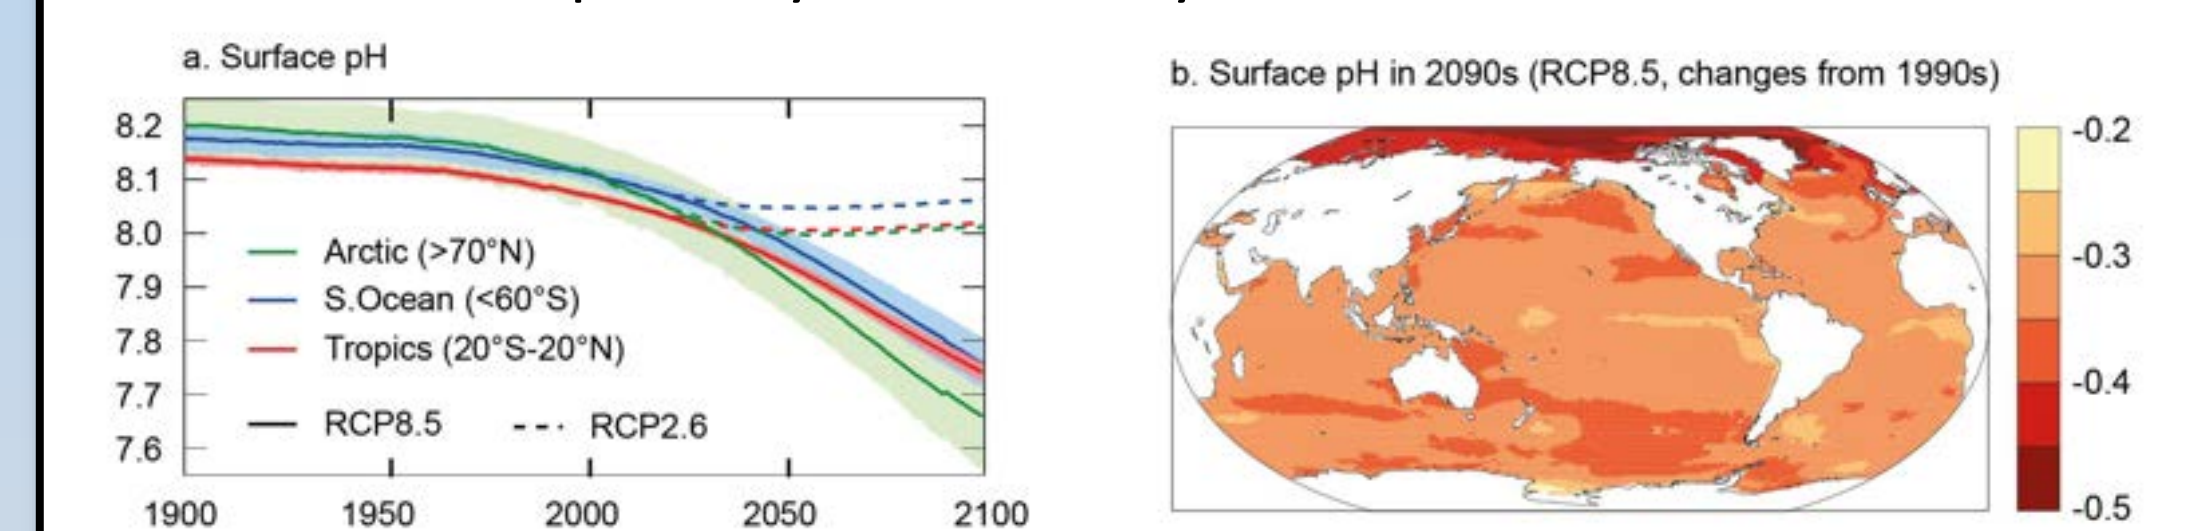 a. Surface pH
8.2
8.1
8.0
7.9
7.8
7.7
7.6
Arctic (>70°N)
S.Ocean (<60°S)
Tropics (20°S-20°N)
RCP8.5 RCP2.6
1900 1950 2000 2050 2100
b. Surface pH in 2090s (RCP8.5, changes from 1990s)
-0.2
-0.3
-0.4
-0.5